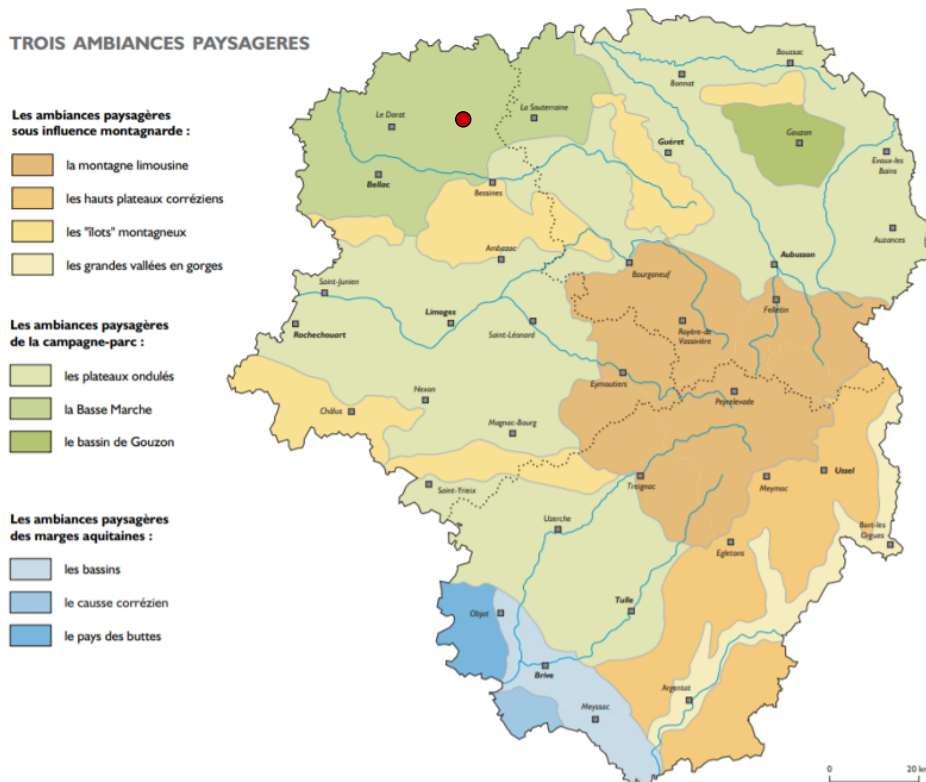 TROIS AMBIANCES PAYSAGERES
Les ambiances paysagères
sous influence montagnarde :
la montagne limousine
les hauts plateaux corréziens
les "îlots" montagneux
les grandes vallées en gorges
Les ambiances paysagères
de la campagne-parc :
les plateaux ondulés
la Basse Marche
le bassin de Gouzon
Les ambiances paysagères
des marges aquitaines :
les bassins
le causse corrézien
le pays des buttes
Boussac
Bonnat
Le Dorat
La Souterraine
Gouzon
Guéret
Evaux-les
Bains
Bellac
Bessines
Auzances
Ambazac
Bourganeuf
Aubusson
Saint-Junien
Felletin
Rochechouart
Limoges
Saint-Léonard
Royère-de
Vassivière
Eymoutiers
Peyrelevade
Nexon
Châlus
Magnac-Bourg
Ussel
Saint-Yrieix
Treignac
Meymac
Uzerche
Bort-les
Orgues
Egletons
Objat
Tulle
Brive
Argentat
Meyssac
0 20 km